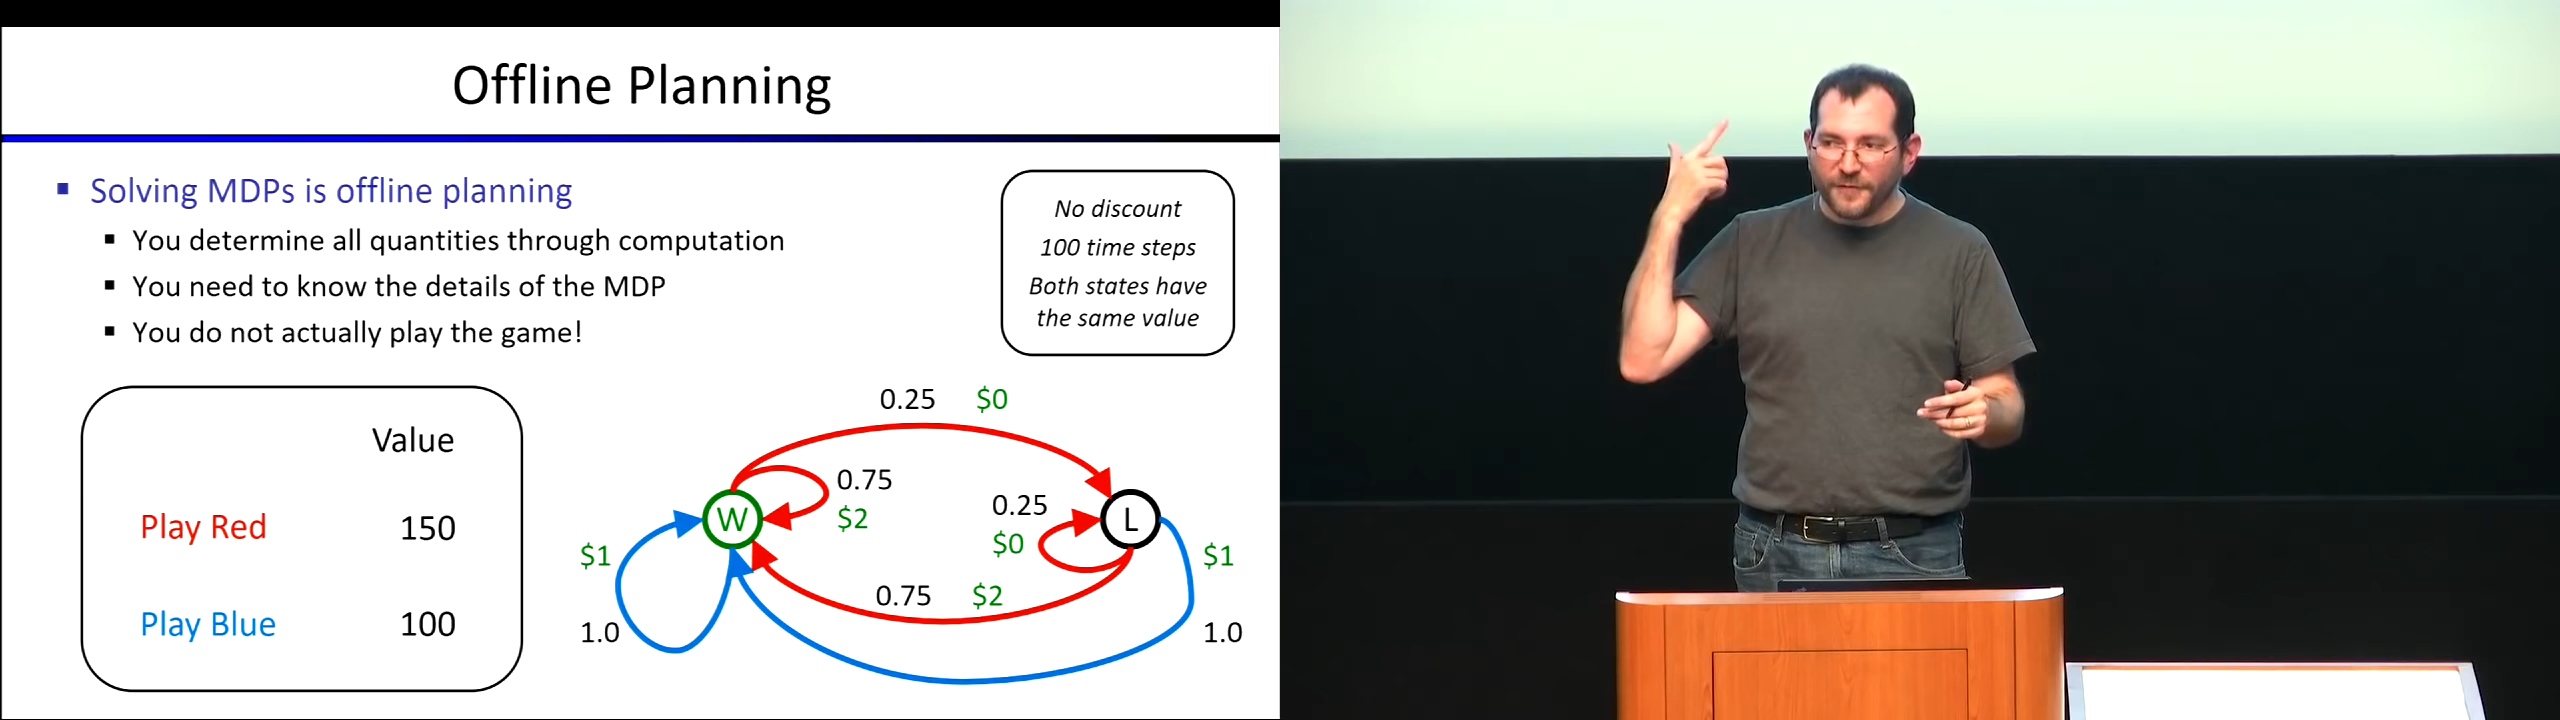 Offline Planning
Solving MDPs is offline planning
You determine all quantities through computation
You need to know the details of the MDP
You do not actually play the game!
No discount
100 time steps
Both states have
the same value
Value
Play Red 150
Play Blue 100
0.25 $0
0.75
$2
W
0.25
$0
L
$1
1.0
0.75 $2
$1
1.0